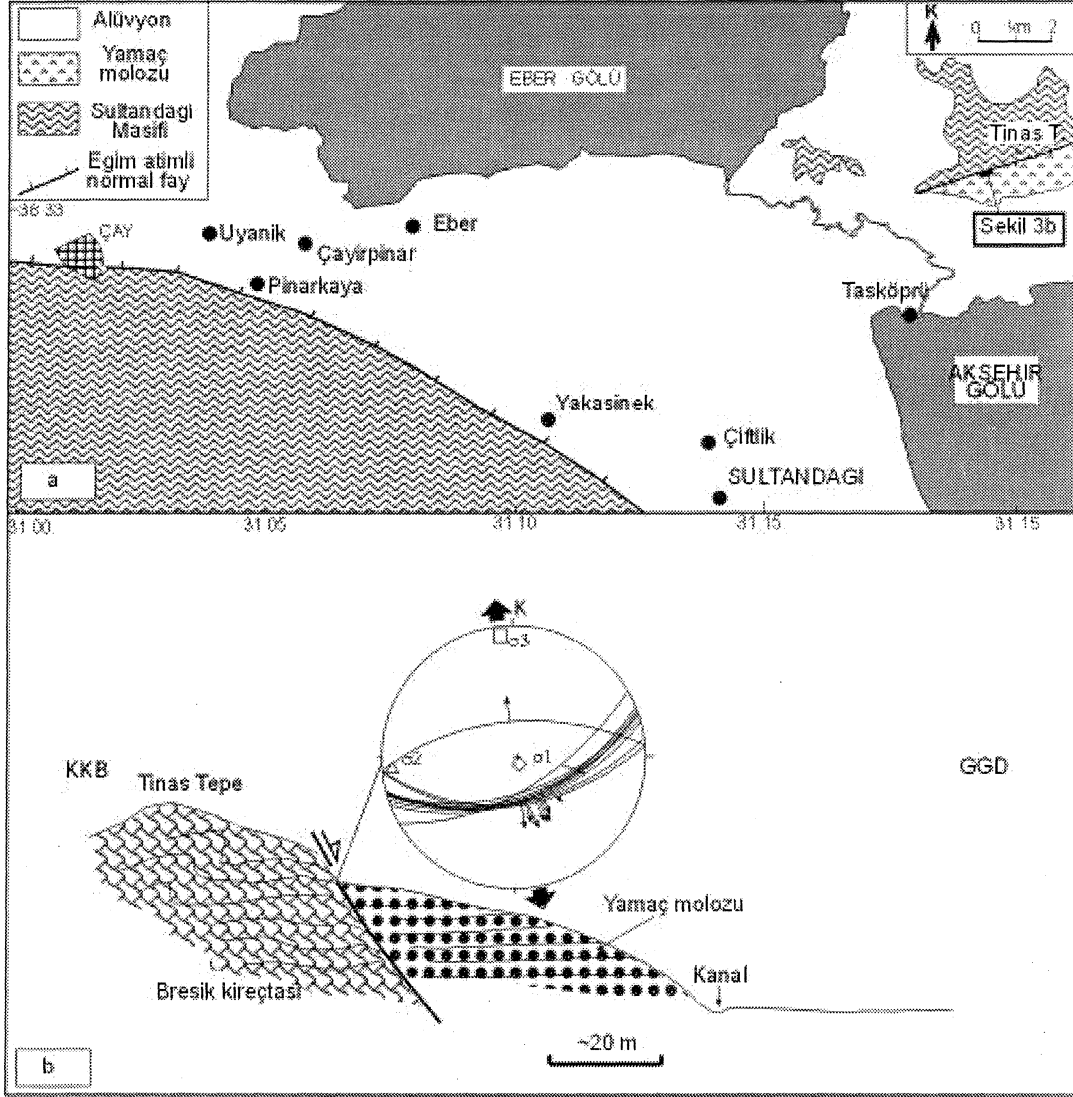 Alüvyon
Yamaç
molozu
Sultandagi
Masifi
Egim atimli
normal fay
EBER GÖLÜ
K
0 km 2
Tinas T
Sekil 3b
38 33
ÇAY
Uyanik
Eber
Çayirpinar
Pinarkaya
Tasköprü
AKSEHIR
GÖLÜ
Yakasinek
Çiftlik
SULTANDAGI
a
31 00
31 05
31 10
31 15
31 15
K
σ3
σ2
σ1
KKB
GGD
Tinas Tepe
Yamaç molozu
Kanal
Bresik kireçtasi
~20 m
b